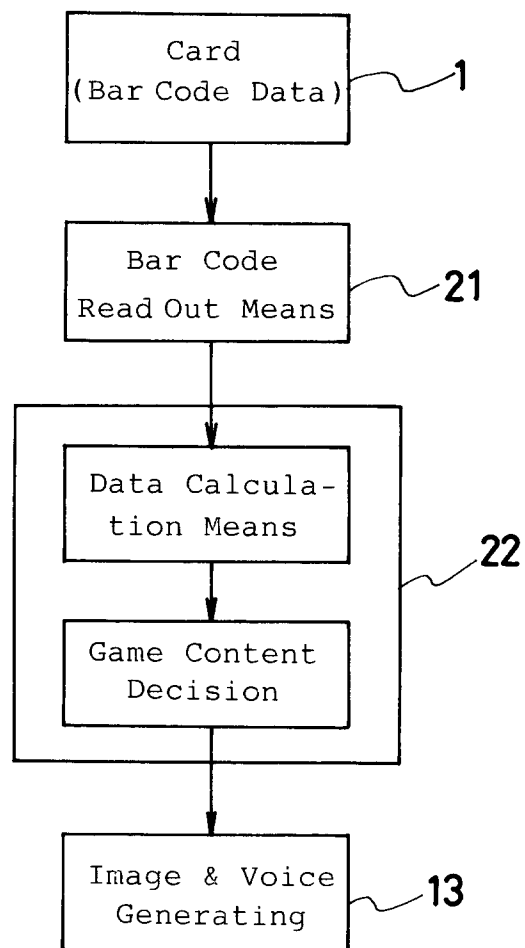 Card
(Bar Code Data)
1
Bar Code
Read Out Means
21
Data Calcula-
tion Means
22
Game Content
Decision
Image & Voice
Generating
13